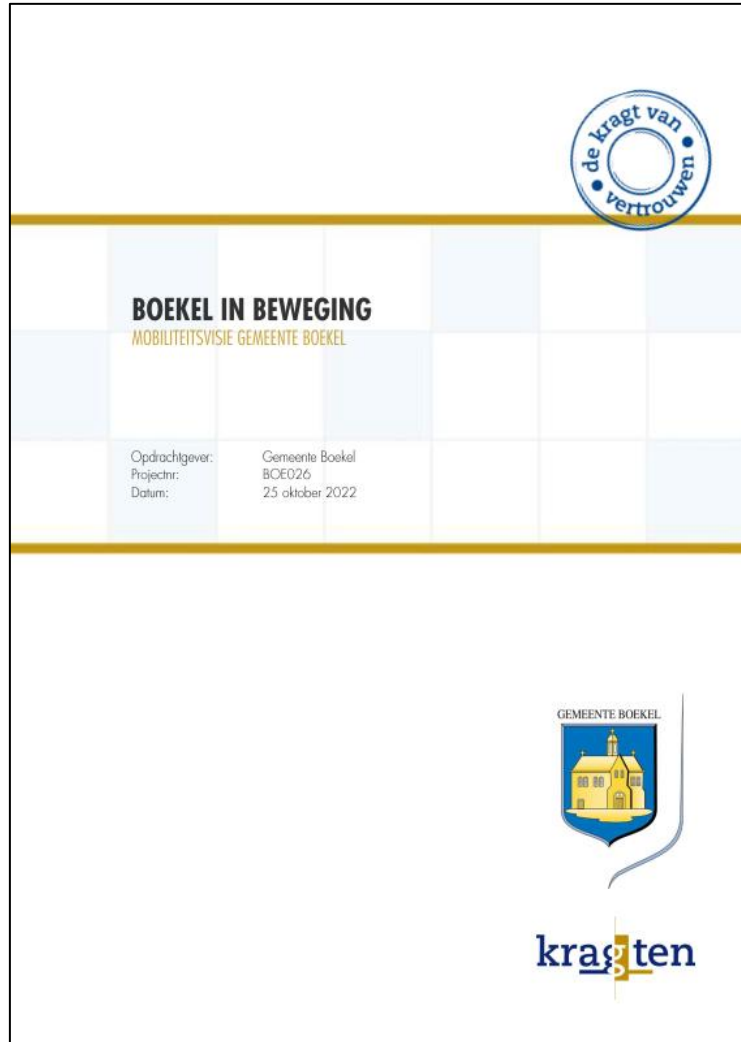 de kragt van
vertrouwen
BOEKEL IN BEWEGING
MOBILITEITSVISIE GEMEENTE BOEKEL
Opdrachtgever: Gemeente Boekel
Projectnr: BOE026
Datum: 25 oktober 2022
GEMEENTE BOEKEL
kragten